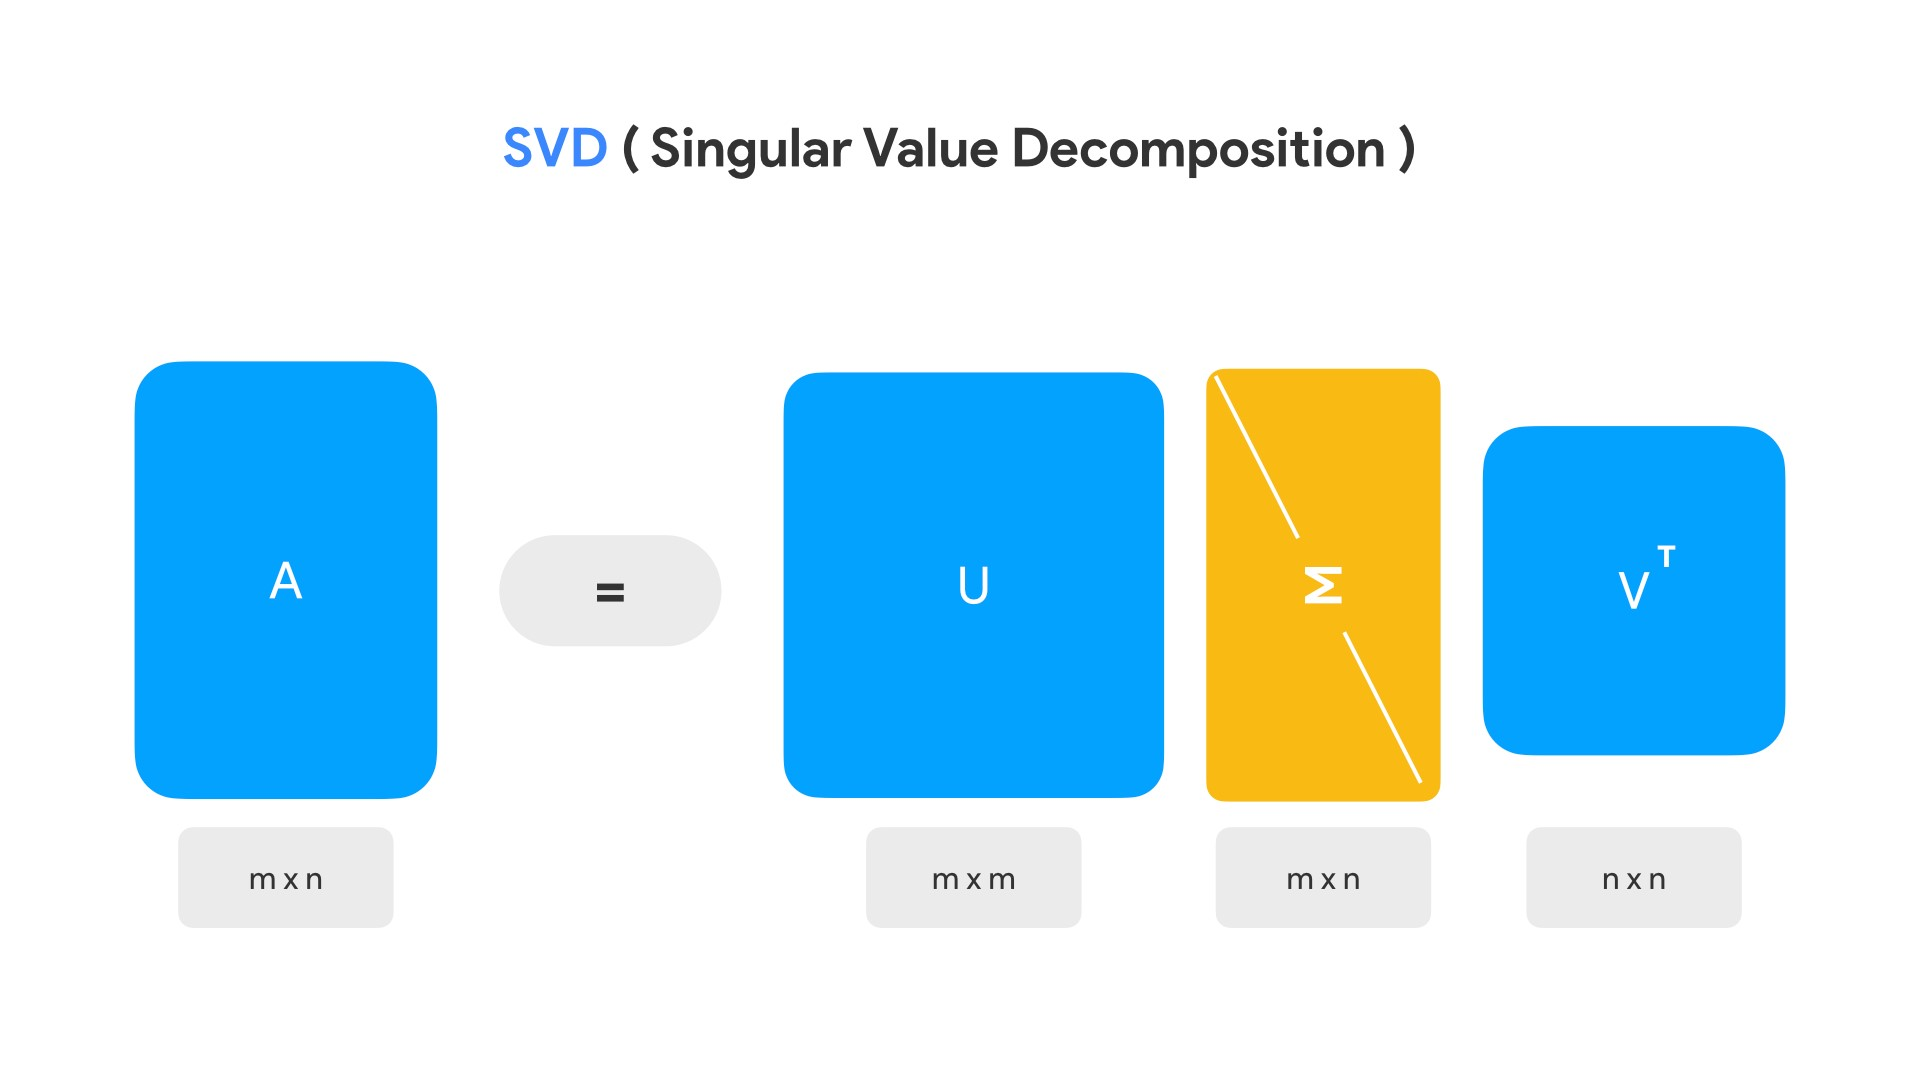 SVD ( Singular Value Decomposition )
A
=
U
Σ
V^T
m x n
m x m
m x n
n x n